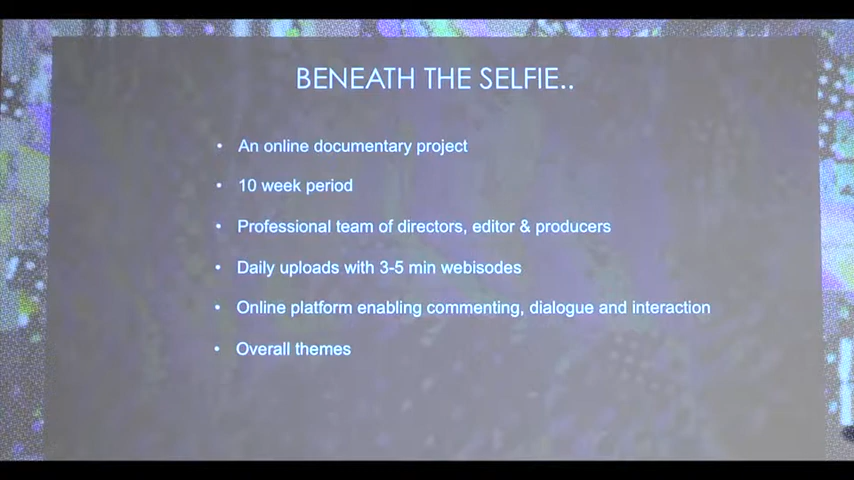 BENEATH THE SELFIE..
• An online documentary project
• 10 week period
• Professional team of directors, editor & producers
• Daily uploads with 3-5 min webisodes
• Online platform enabling commenting, dialogue and interaction
• Overall themes